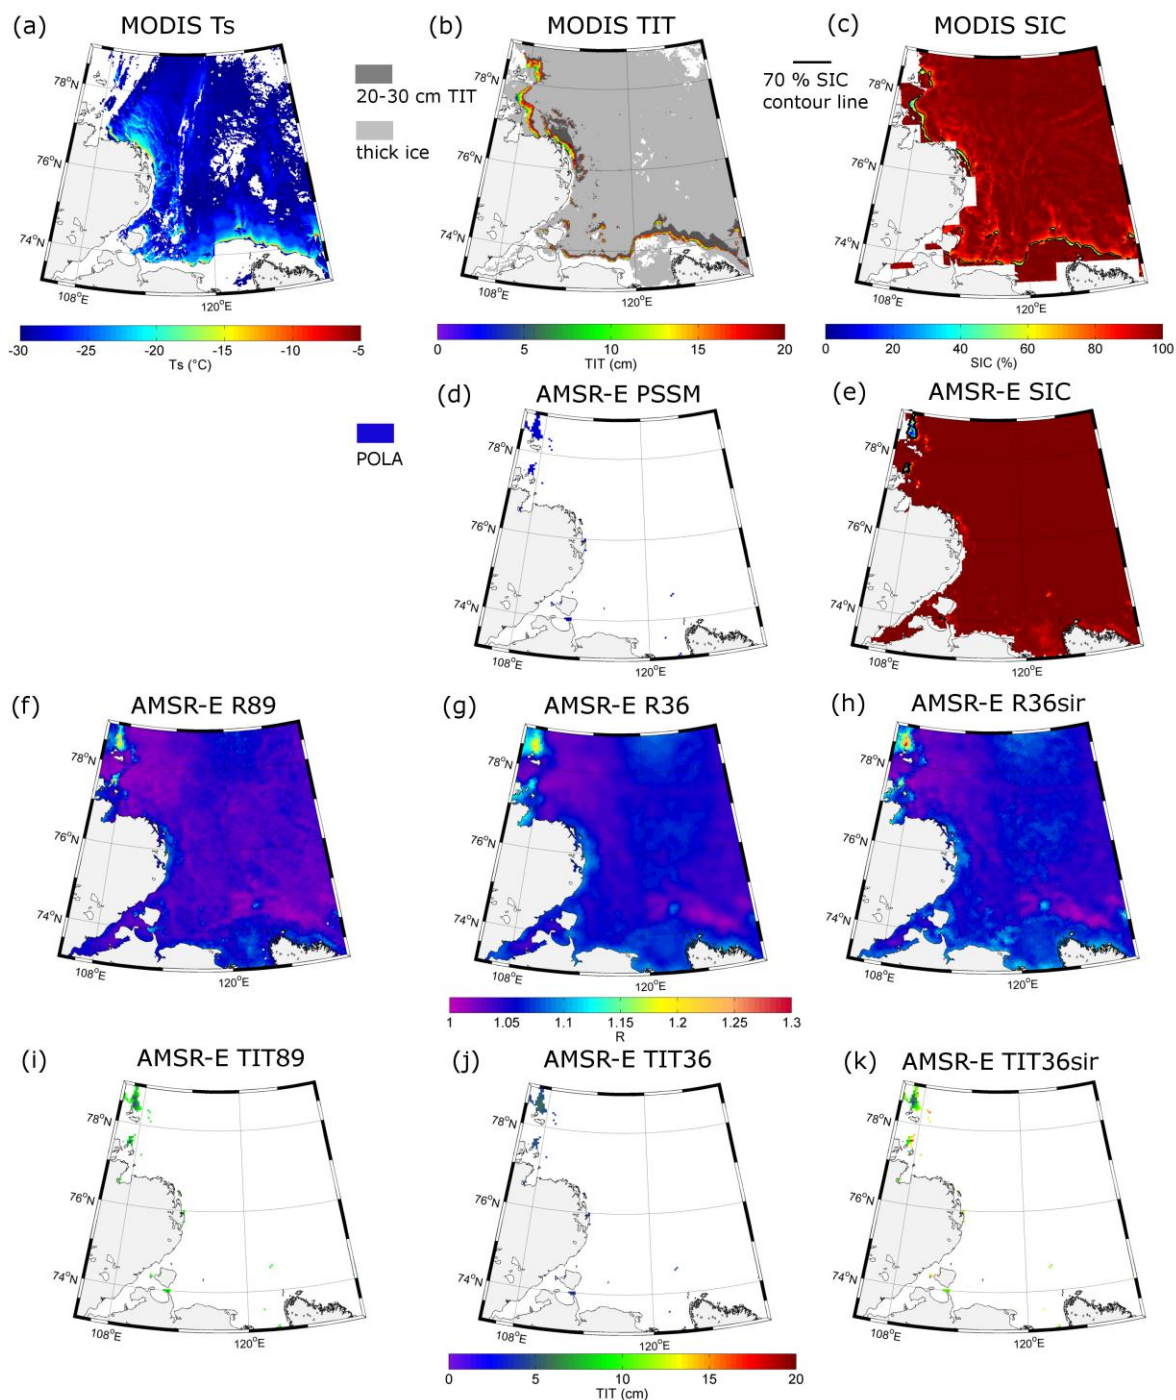 (a) MODIS Ts
78°N
76°N
74°N
108°E
120°E
-30 -25 -20 -15 -10 -5
Ts (°C)
(b) MODIS TIT
20-30 cm TIT
thick ice
78°N
76°N
74°N
108°E
120°E
0 5 10 15 20
TIT (cm)
(c) MODIS SIC
70 % SIC
contour line
78°N
76°N
74°N
108°E
120°E
0 20 40 60 80 100
SIC (%)
(d) AMSR-E PSSM
POLA
78°N
76°N
74°N
108°E
120°E
(e) AMSR-E SIC
78°N
76°N
74°N
108°E
120°E
(f) AMSR-E R89
78°N
76°N
74°N
108°E
120°E
(g) AMSR-E R36
78°N
76°N
74°N
108°E
120°E
1 1.05 1.1 1.15 1.2 1.25 1.3
R
(h) AMSR-E R36sir
78°N
76°N
74°N
108°E
120°E
(i) AMSR-E TIT89
78°N
76°N
74°N
108°E
120°E
(j) AMSR-E TIT36
78°N
76°N
74°N
108°E
120°E
0 5 10 15 20
TIT (cm)
(k) AMSR-E TIT36sir
78°N
76°N
74°N
108°E
120°E